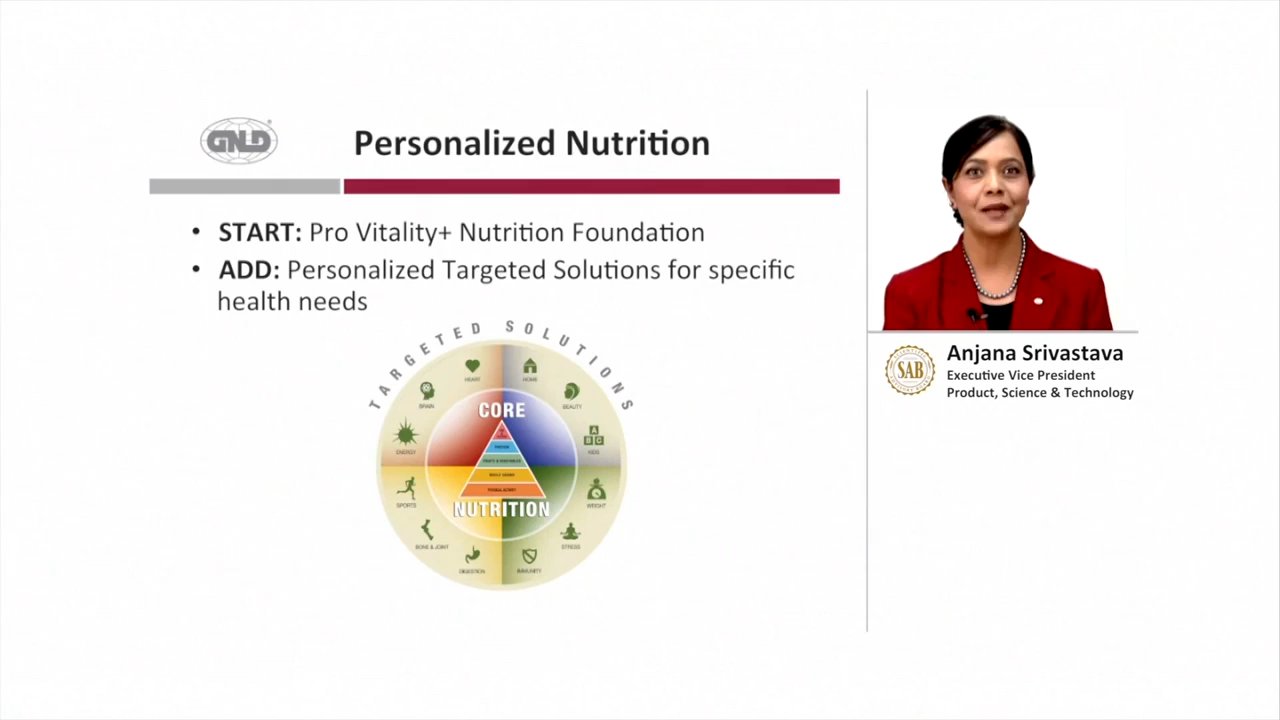 GNLD
Personalized Nutrition
• START: Pro Vitality+ Nutrition Foundation
• ADD: Personalized Targeted Solutions for specific
health needs
TARGETED SOLUTIONS
HEART
HOME
BRAIN
BEAUTY
CORE
ENERGY
KIDS
SPORTS
WEIGHT
NUTRITION
BONE & JOINT
STRESS
DIGESTION
IMMUNITY
SAB
Anjana Srivastava
Executive Vice President
Product, Science & Technology